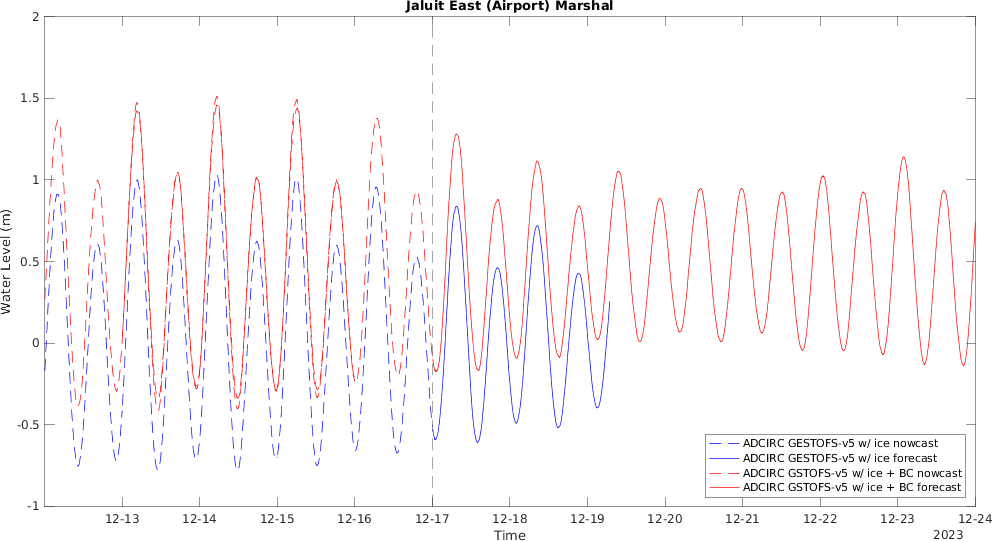 Jaluit East (Airport) Marshal
Water Level (m)
2
1.5
1
0.5
0
-0.5
-1
ADCIRC GESTOFS-v5 w/ ice nowcast
ADCIRC GESTOFS-v5 w/ ice forecast
ADCIRC GSTOFS-v5 w/ ice + BC nowcast
ADCIRC GSTOFS-v5 w/ ice + BC forecast
12-13 12-14 12-15 12-16 12-17 12-18 12-19 12-20 12-21 12-22 12-23 12-24
Time
2023